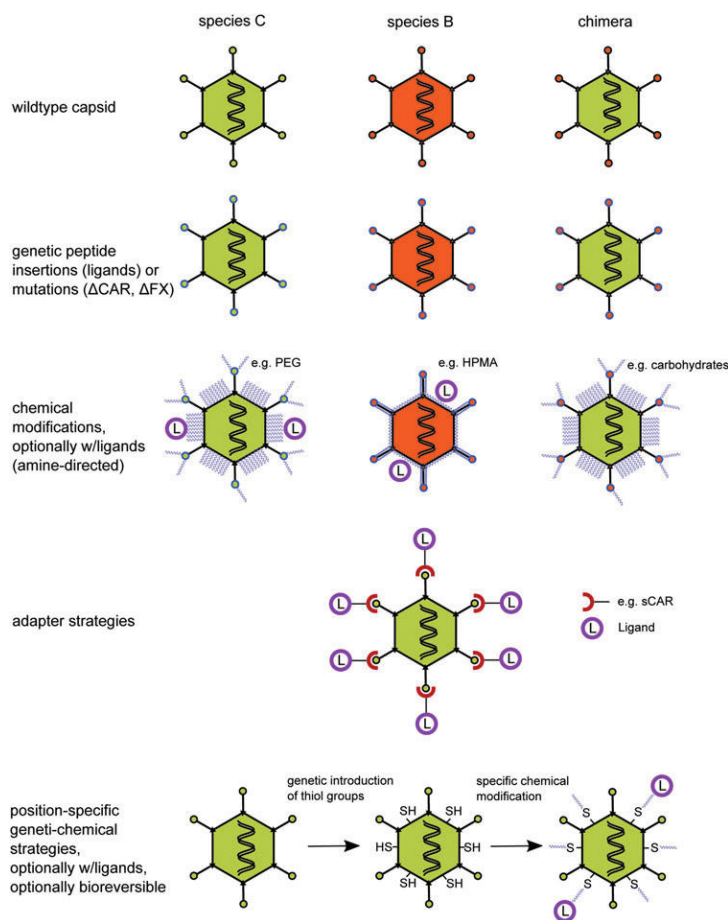 species C
species B
chimera
wildtype capsid
genetic peptide
insertions (ligands) or
mutations (ΔCAR, ΔFX)
e.g. PEG
e.g. HPMA
e.g. carbohydrates
chemical
modifications,
optionally w/ligands
(amine-directed)
L
L
L
L
adapter strategies
L
L
L
L
L
L
e.g. sCAR
L
Ligand
position-specific
geneti-chemical
strategies,
optionally w/ligands,
optionally bioreversible
genetic introduction
of thiol groups
SH
SH
HS
SH
SH
SH
specific chemical
modification
L
S
S
S
S
S
S
L